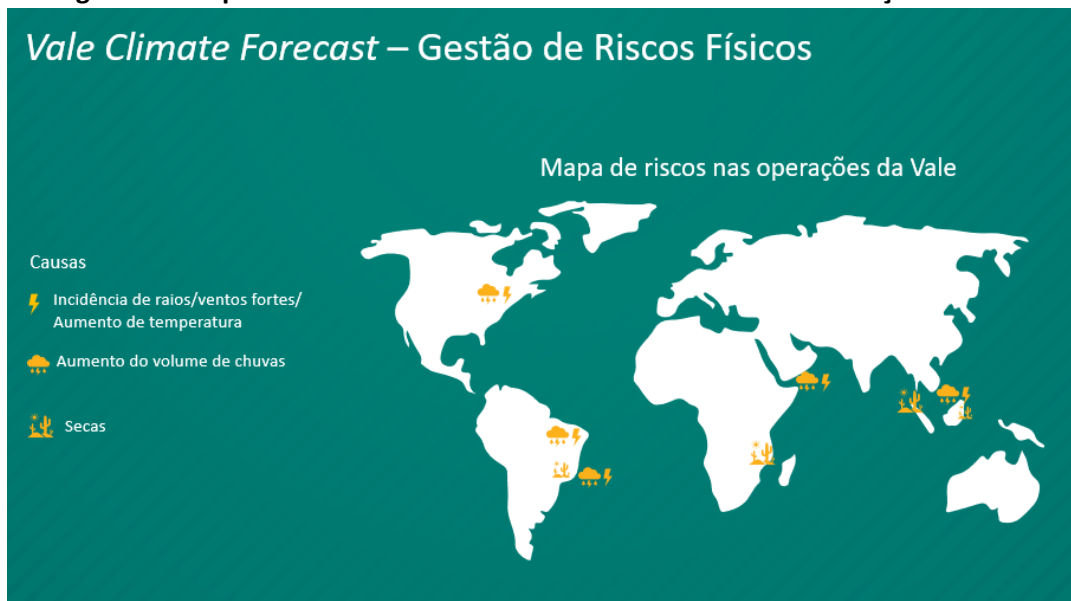 Vale Climate Forecast – Gestão de Riscos Físicos
Mapa de riscos nas operações da Vale
Causas
Incidência de raios/ventos fortes/
Aumento de temperatura
Aumento do volume de chuvas
Secas